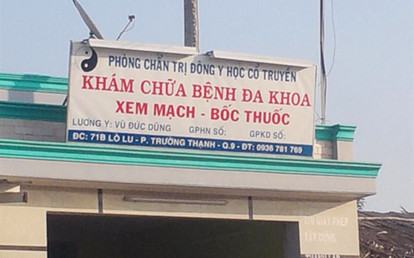 PHÒNG CHẨN TRỊ ĐÔNG Y HỌC CỔ TRUYỀN
KHÁM CHỮA BỆNH ĐA KHOA
XEM MẠCH - BỐC THUỐC
LƯƠNG Y: VŨ ĐỨC DŨNG GPHN SỐ: GPKD SỐ:
ĐC: 71B LÒ LU - P. TRƯỜNG THẠNH - Q.9 - ĐT: 0936 781 769